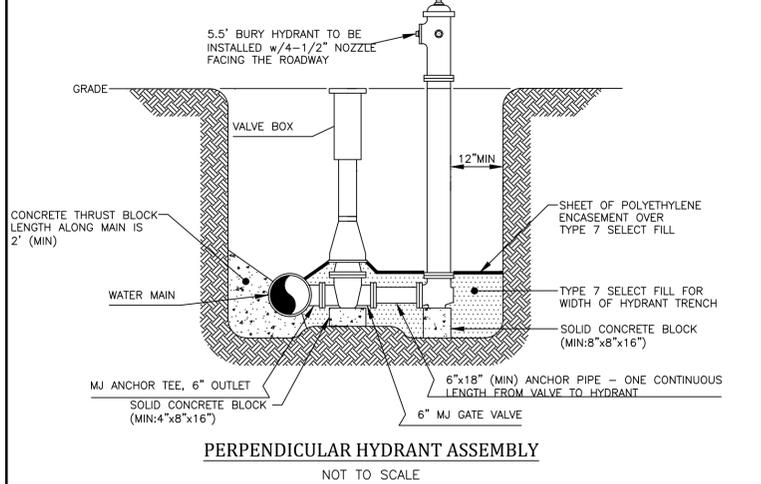 5.5' BURY HYDRANT TO BE
INSTALLED w/4-1/2" NOZZLE
FACING THE ROADWAY
GRADE
VALVE BOX
12"MIN
SHEET OF POLYETHYLENE
ENCASEMENT OVER
TYPE 7 SELECT FILL
CONCRETE THRUST BLOCK
LENGTH ALONG MAIN IS
2' (MIN)
WATER MAIN
TYPE 7 SELECT FILL FOR
WIDTH OF HYDRANT TRENCH
SOLID CONCRETE BLOCK
(MIN:8"x8"x16")
MJ ANCHOR TEE, 6" OUTLET
6"x18" (MIN) ANCHOR PIPE – ONE CONTINUOUS
LENGTH FROM VALVE TO HYDRANT
SOLID CONCRETE BLOCK
(MIN:4"x8"x16")
6" MJ GATE VALVE
PERPENDICULAR HYDRANT ASSEMBLY
NOT TO SCALE